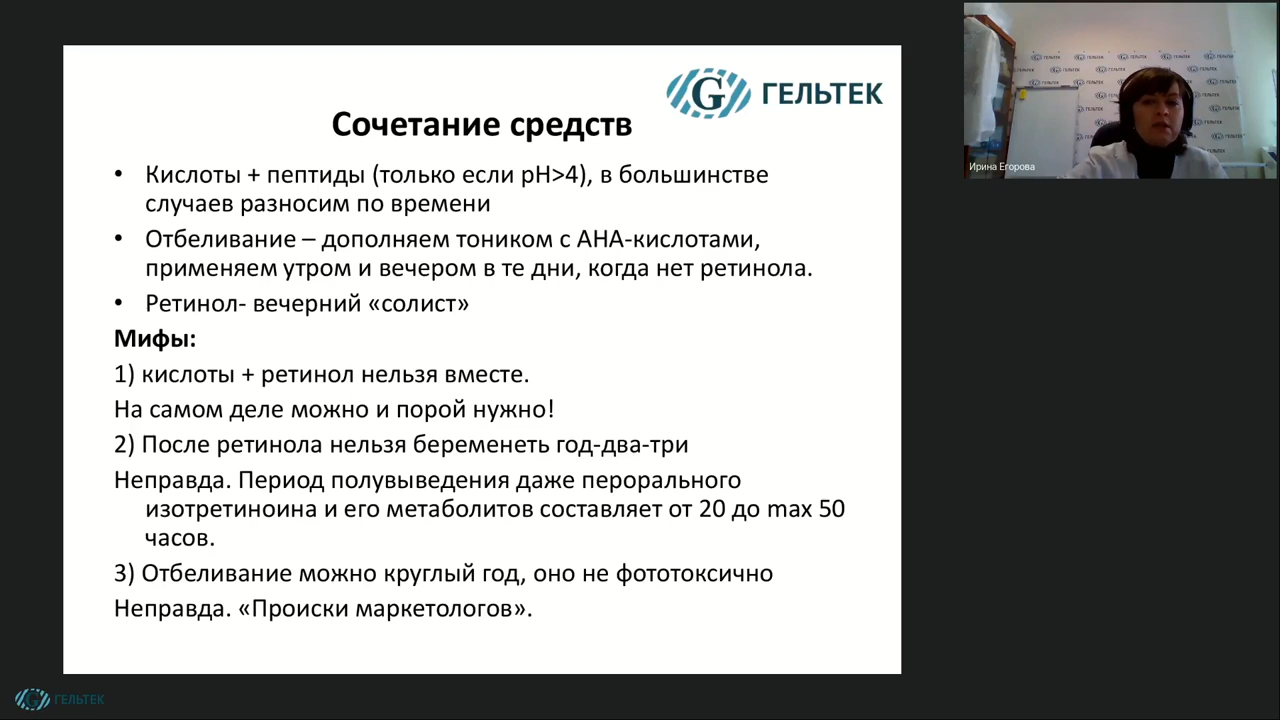 ГЕЛЬТЕК
Сочетание средств
• Кислоты + пептиды (только если pH>4), в большинстве
случаев разносим по времени
• Отбеливание – дополняем тоником с АНА-кислотами,
применяем утром и вечером в те дни, когда нет ретинола.
• Ретинол- вечерний «солист»
Мифы:
1) кислоты + ретинол нельзя вместе.
На самом деле можно и порой нужно!
2) После ретинола нельзя беременеть год-два-три
Неправда. Период полувыведения даже перорального
изотретиноина и его метаболитов составляет от 20 до max 50
часов.
3) Отбеливание можно круглый год, оно не фототоксично
Неправда. «Происки маркетологов».
Ирина Егорова
ГЕЛЬТЕК